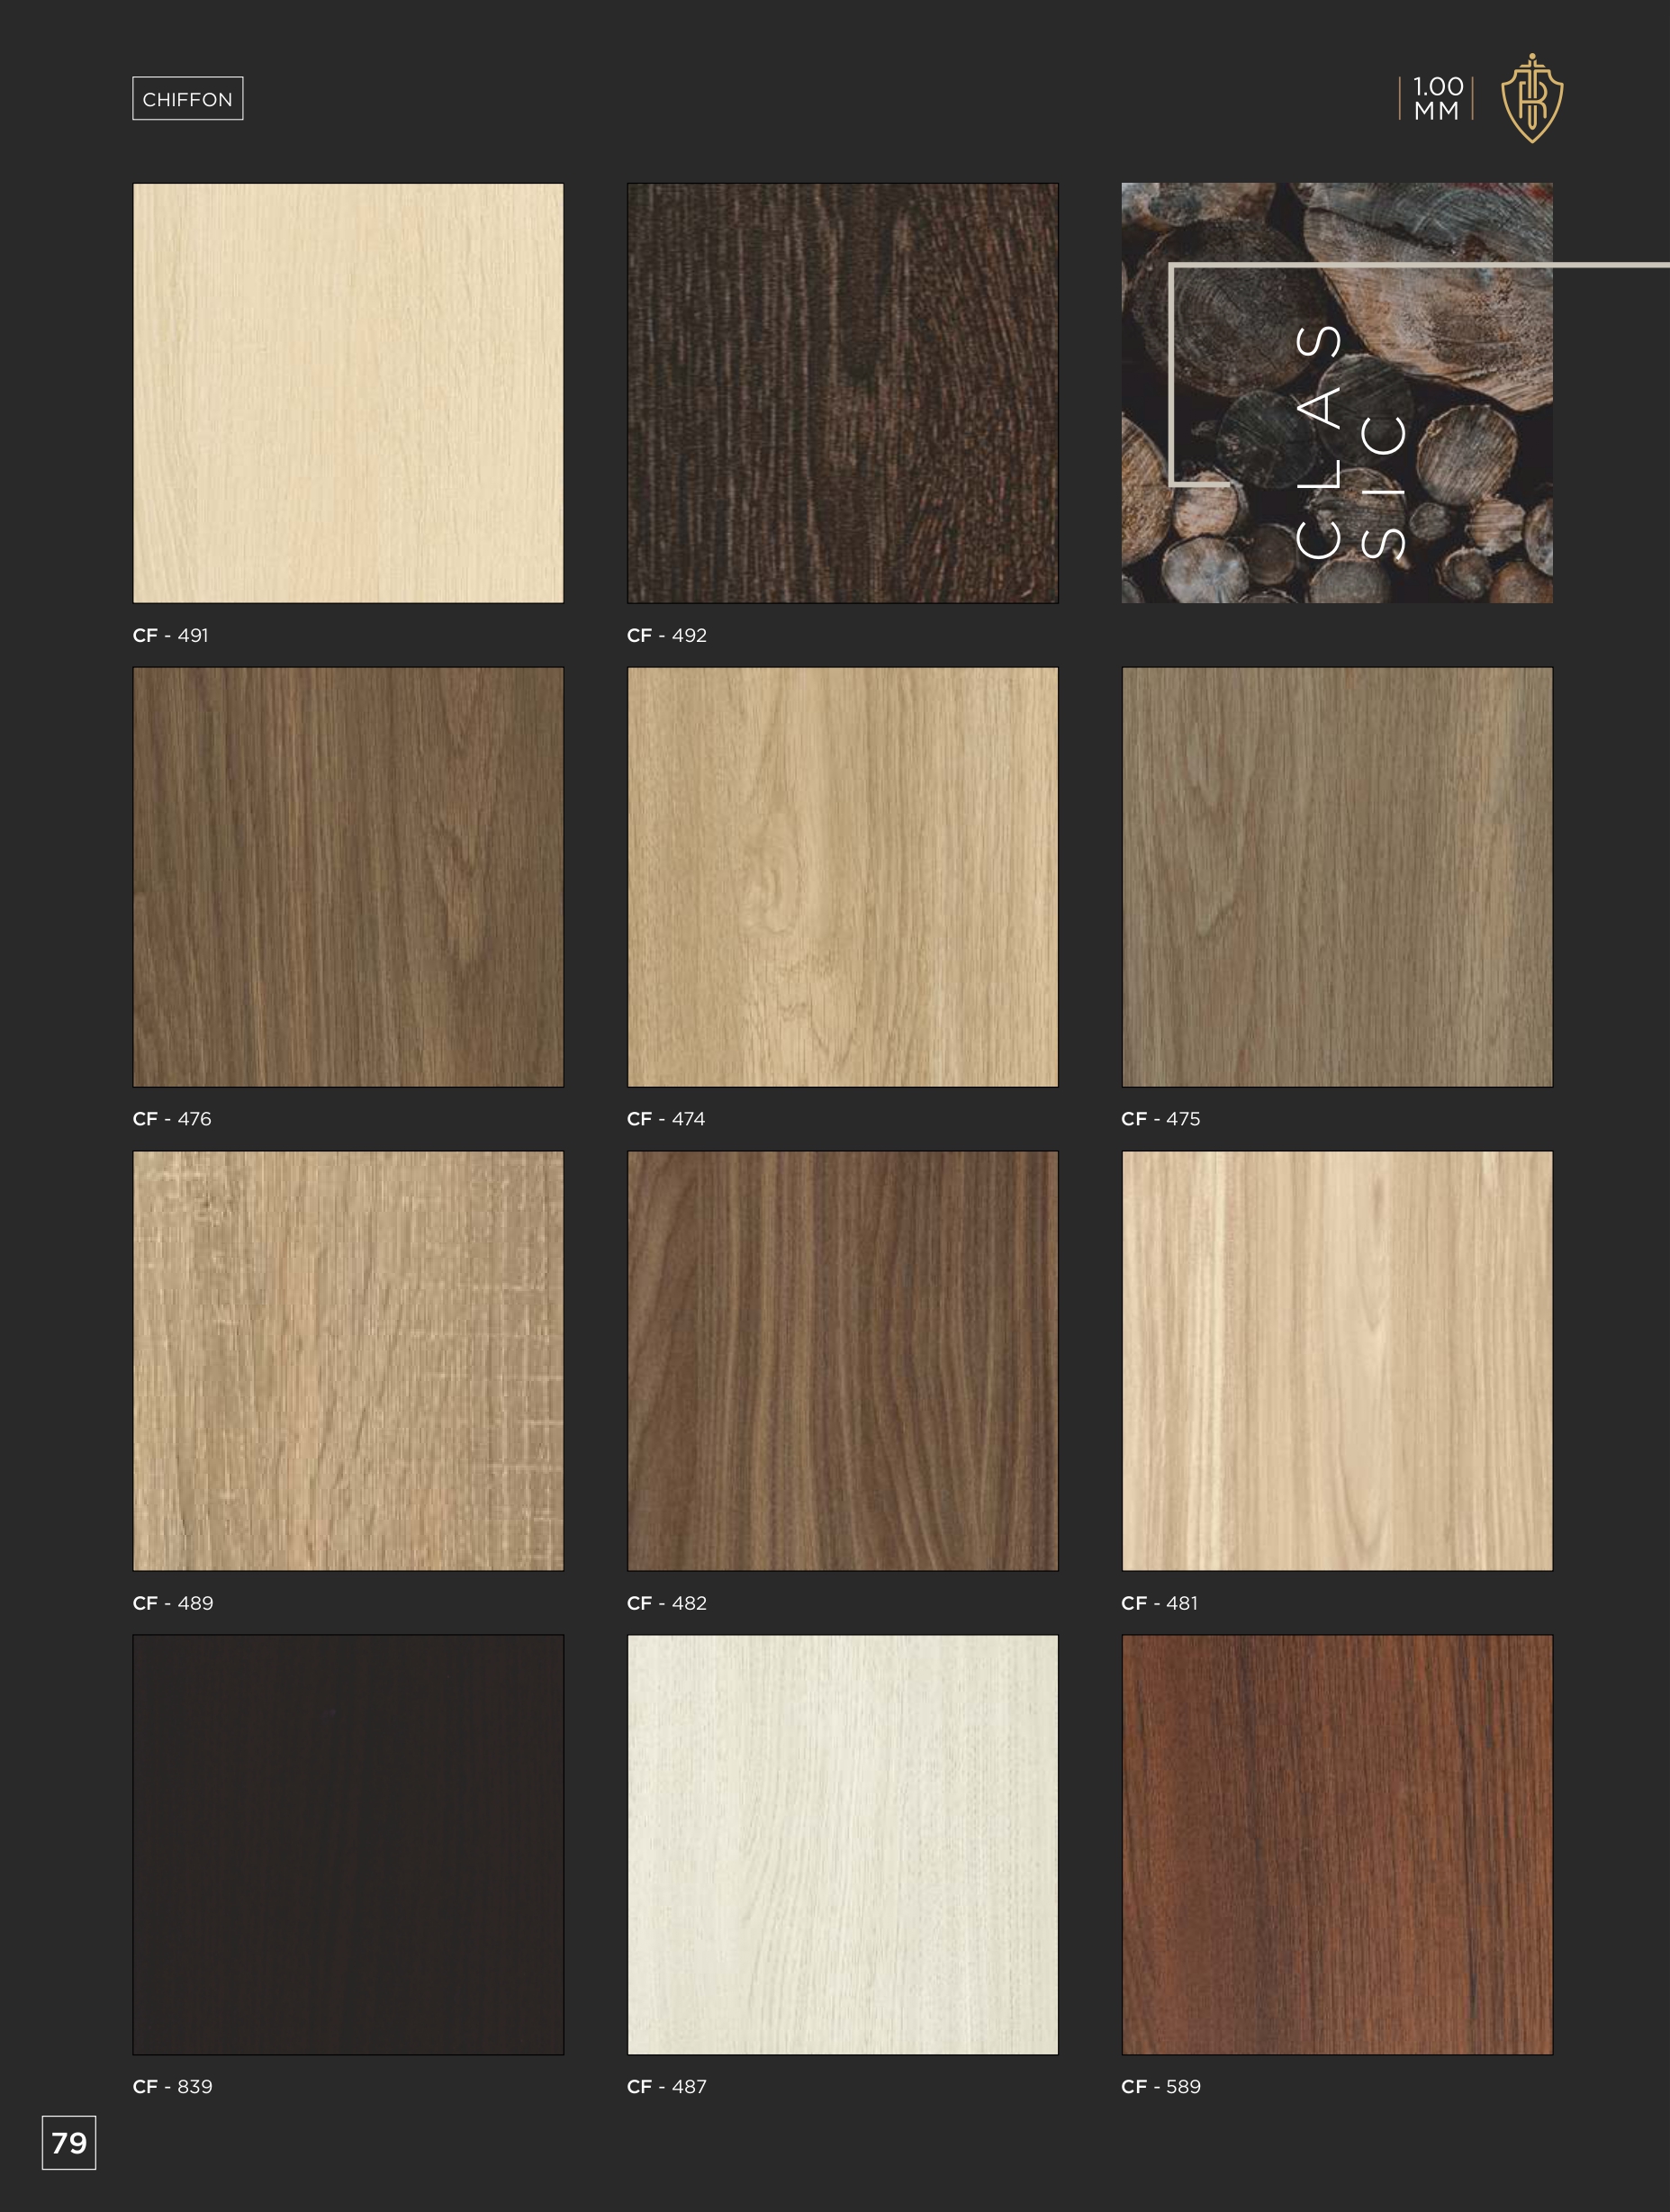 CHIFFON
1.00
MM
CLAS
SIC
CF - 491
CF - 492
CF - 476
CF - 474
CF - 475
CF - 489
CF - 482
CF - 481
CF - 839
CF - 487
CF - 589
79